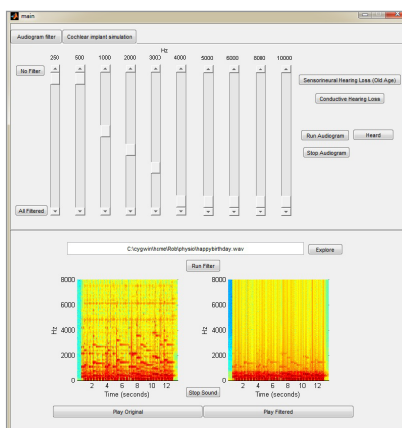 main
Audiogram filter Cochlear implant simulation
Hz
250 500 1000 2000 3000 4000 5000 6000 8000 10000
No Filter
Sensorineural Hearing Loss (Old Age)
Conductive Hearing Loss
Run Audiogram Heard
Stop Audiogram
All Filtered
C:\cygwin\home\Rob\physio\happybirthday.wav Explore
Run Filter
8000 8000
6000 6000
Hz Hz
4000 4000
2000 2000
0 0
2 4 6 8 10 12 2 4 6 8 10 12
Time (seconds) Stop Sound Time (seconds)
Play Original Play Filtered